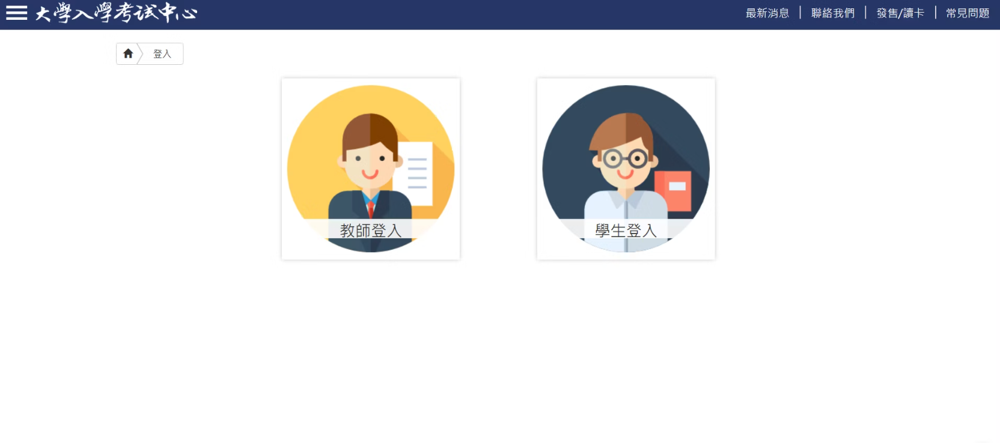 大學入學考試中心
最新消息 | 聯絡我們 | 發售/讀卡 | 常見問題
登入
教師登入
學生登入